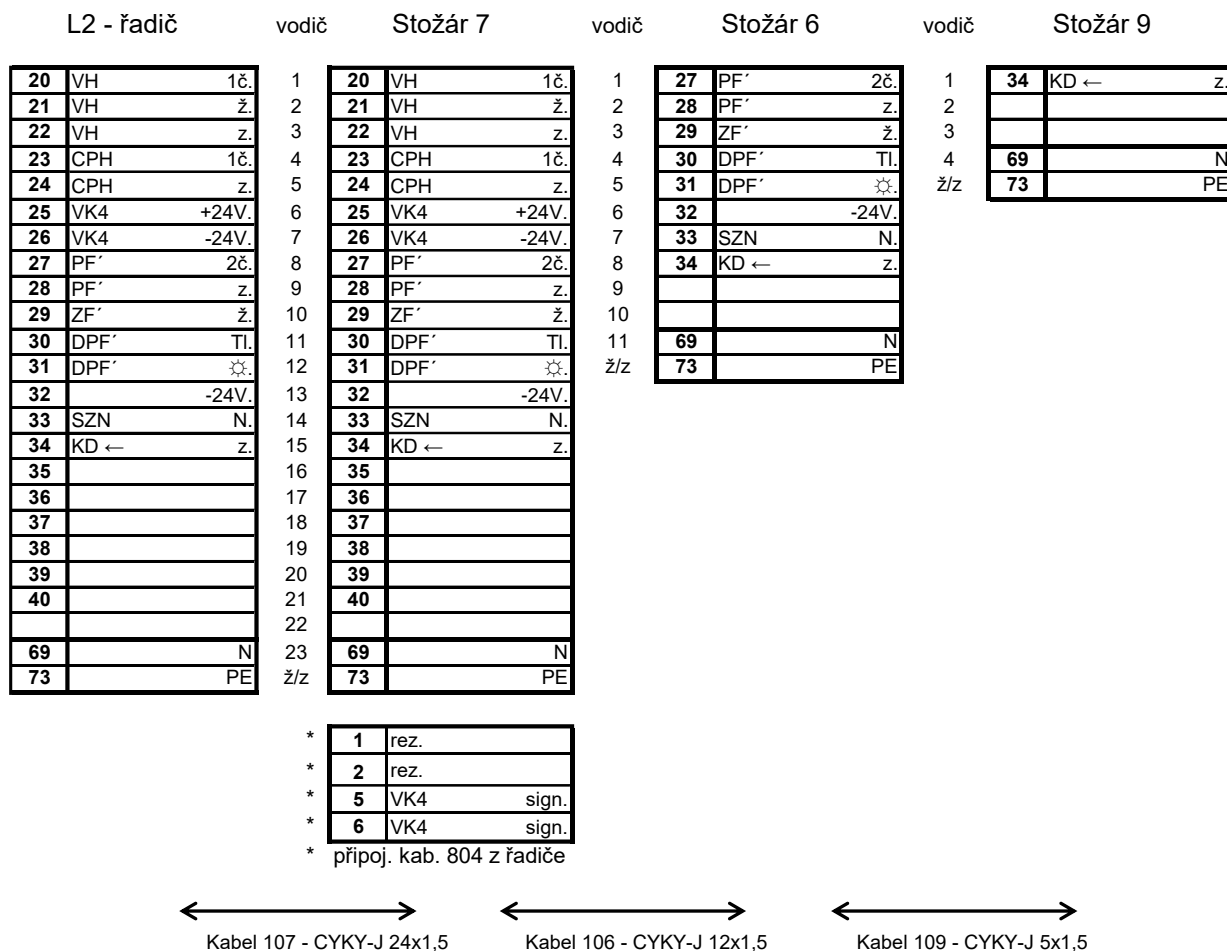 L2 - řadič vodič Stožár 7 vodič Stožár 6 vodič Stožár 9
20 VH 1č. 1 20 VH 1č. 1 27 PF´ 2č. 1 34 KD ← z.
21 VH ž. 2 21 VH ž. 2 28 PF´ z. 2
22 VH z. 3 22 VH z. 3 29 ZF´ ž. 3
23 CPH 1č. 4 23 CPH 1č. 4 30 DPF´ Tl. 4 69 N
24 CPH z. 5 24 CPH z. 5 31 DPF´ ☼. ž/z 73 PE
25 VK4 +24V. 6 25 VK4 +24V. 6 32 -24V.
26 VK4 -24V. 7 26 VK4 -24V. 7 33 SZN N.
27 PF´ 2č. 8 27 PF´ 2č. 8 34 KD ← z.
28 PF´ z. 9 28 PF´ z. 9
29 ZF´ ž. 10 29 ZF´ ž. 10
30 DPF´ Tl. 11 30 DPF´ Tl. 11 69 N
31 DPF´ ☼. 12 31 DPF´ ☼. ž/z 73 PE
32 -24V. 13 32 -24V.
33 SZN N. 14 33 SZN N.
34 KD ← z. 15 34 KD ← z.
35 16 35
36 17 36
37 18 37
38 19 38
39 20 39
40 21 40
22
69 N 23 69 N
73 PE ž/z 73 PE
* 1 rez.
* 2 rez.
* 5 VK4 sign.
* 6 VK4 sign.
* připoj. kab. 804 z řadiče
Kabel 107 - CYKY-J 24x1,5 Kabel 106 - CYKY-J 12x1,5 Kabel 109 - CYKY-J 5x1,5